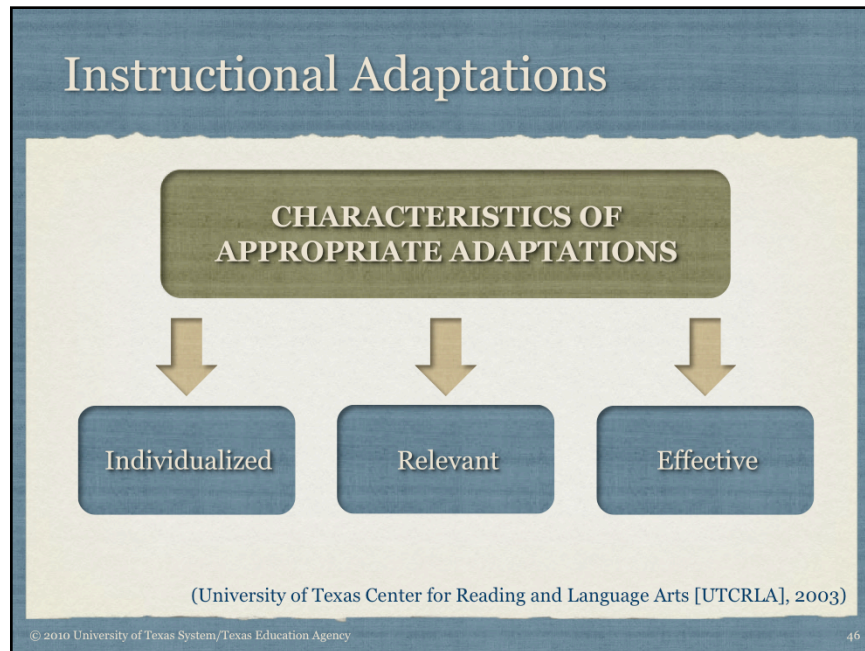 Instructional Adaptations
CHARACTERISTICS OF
APPROPRIATE ADAPTATIONS
Individualized
Relevant
Effective
(University of Texas Center for Reading and Language Arts [UTCRLA], 2003)
© 2010 University of Texas System/Texas Education Agency
46